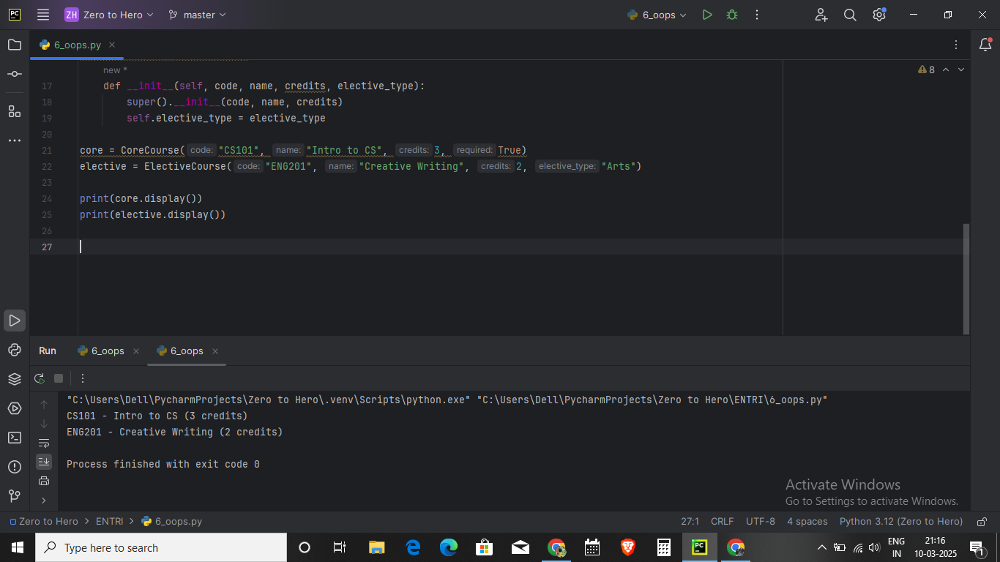 PC ZH Zero to Hero master 6_oops
6_oops.py
new *
8
17 def __init__(self, code, name, credits, elective_type):
18 super().__init__(code, name, credits)
19 self.elective_type = elective_type
20
21 core = CoreCourse( code: "CS101", name: "Intro to CS", credits: 3, required: True)
22 elective = ElectiveCourse( code: "ENG201", name: "Creative Writing", credits: 2, elective_type: "Arts")
23
24 print(core.display())
25 print(elective.display())
26
27
Run 6_oops 6_oops
"C:\Users\Dell\PycharmProjects\Zero to Hero\.venv\Scripts\python.exe" "C:\Users\Dell\PycharmProjects\Zero to Hero\ENTRI\6_oops.py"
CS101 - Intro to CS (3 credits)
ENG201 - Creative Writing (2 credits)
Process finished with exit code 0
Activate Windows
Go to Settings to activate Windows.
Zero to Hero > ENTRI > 6_oops.py 27:1 CRLF UTF-8 4 spaces Python 3.12 (Zero to Hero)
Type here to search
PC
ENG
IN
21:16
10-03-2025
1